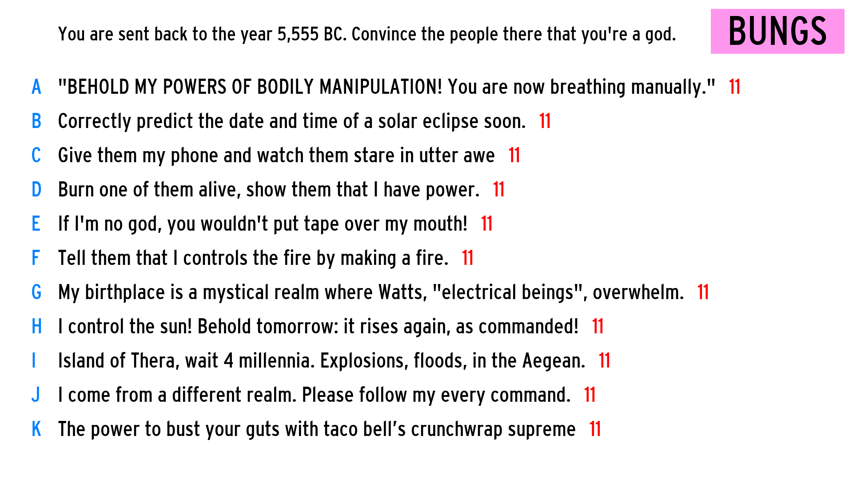 You are sent back to the year 5,555 BC. Convince the people there that you're a god.
BUNGS
A "BEHOLD MY POWERS OF BODILY MANIPULATION! You are now breathing manually." 11
B Correctly predict the date and time of a solar eclipse soon. 11
C Give them my phone and watch them stare in utter awe 11
D Burn one of them alive, show them that I have power. 11
E If I'm no god, you wouldn't put tape over my mouth! 11
F Tell them that I controls the fire by making a fire. 11
G My birthplace is a mystical realm where Watts, "electrical beings", overwhelm. 11
H I control the sun! Behold tomorrow: it rises again, as commanded! 11
I Island of Thera, wait 4 millennia. Explosions, floods, in the Aegean. 11
J I come from a different realm. Please follow my every command. 11
K The power to bust your guts with taco bell’s crunchwrap supreme 11